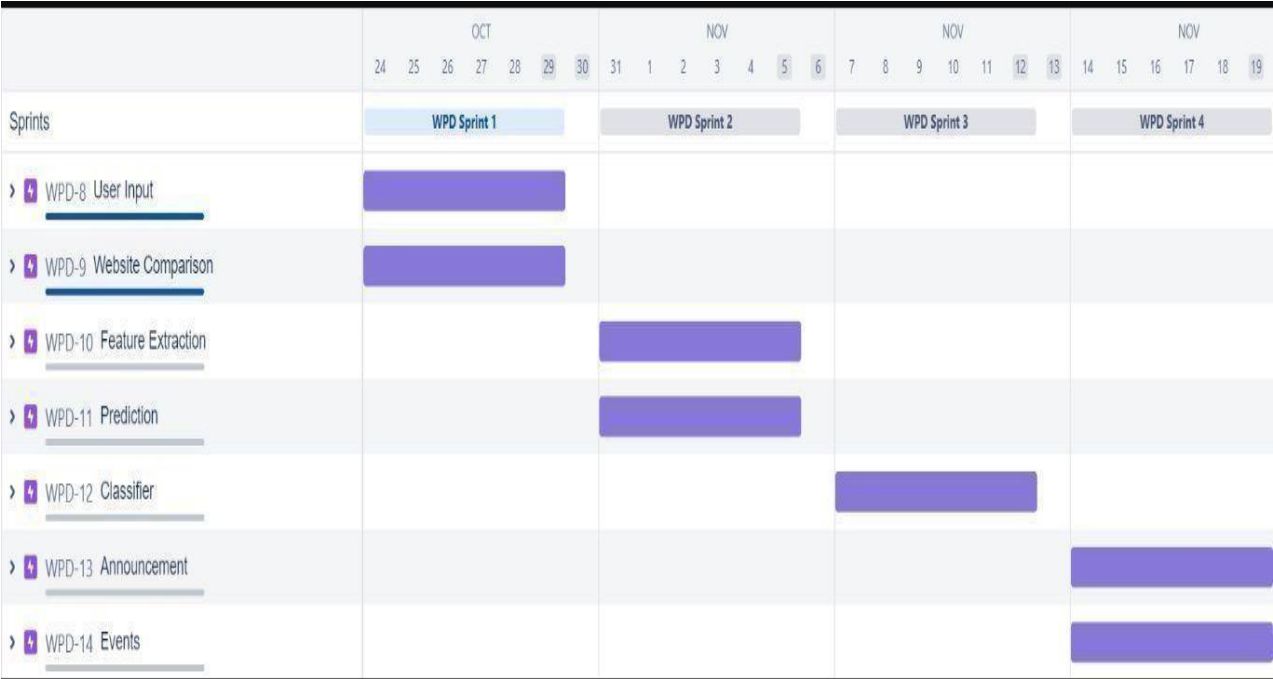 OCT NOV NOV NOV
24 25 26 27 28 29 30 31 1 2 3 4 5 6 7 8 9 10 11 12 13 14 15 16 17 18 19
Sprints WPD Sprint 1 WPD Sprint 2 WPD Sprint 3 WPD Sprint 4
WPD-8 User Input
WPD-9 Website Comparison
WPD-10 Feature Extraction
WPD-11 Prediction
WPD-12 Classifier
WPD-13 Announcement
WPD-14 Events